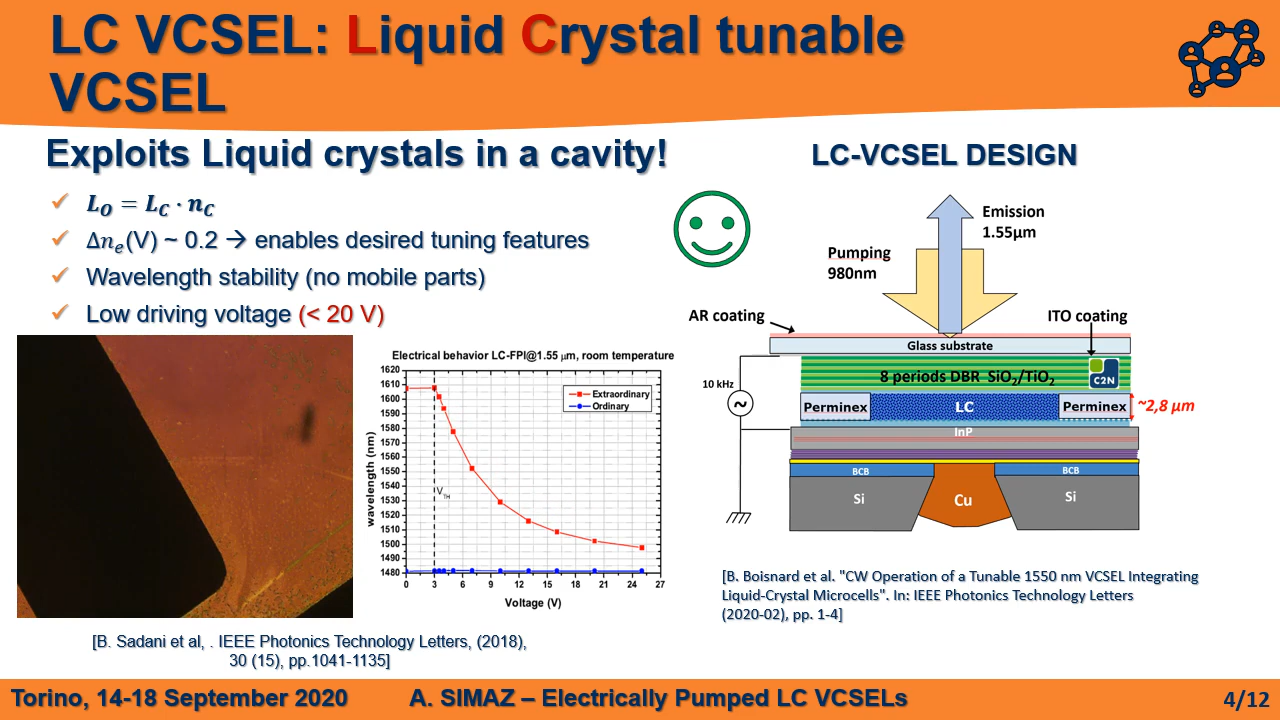 LC VCSEL: Liquid Crystal tunable
VCSEL
Exploits Liquid crystals in a cavity!
✓ L_O = L_C · n_C
✓ Δn_e(V) ~ 0.2 → enables desired tuning features
✓ Wavelength stability (no mobile parts)
✓ Low driving voltage (< 20 V)
Electrical behavior LC-FPI@1.55 μm, room temperature
wavelength (nm)
1620
1610
1600
1590
1580
1570
1560
1550
1540
1530
1520
1510
1500
1490
1480
Extraordinary
Ordinary
V_TH
0 3 6 9 12 15 18 21 24 27
Voltage (V)
[B. Sadani et al, . IEEE Photonics Technology Letters, (2018),
30 (15), pp.1041-1135]
LC-VCSEL DESIGN
Emission
1.55μm
Pumping
980nm
AR coating
ITO coating
Glass substrate
8 periods DBR SiO₂/TiO₂
C2N
10 kHz
~
Perminex
LC
Perminex
~2,8 μm
InP
BCB
BCB
Si
Cu
Si
[B. Boisnard et al. "CW Operation of a Tunable 1550 nm VCSEL Integrating
Liquid-Crystal Microcells". In: IEEE Photonics Technology Letters
(2020-02), pp. 1-4]
Torino, 14-18 September 2020
A. SIMAZ – Electrically Pumped LC VCSELs
4/12